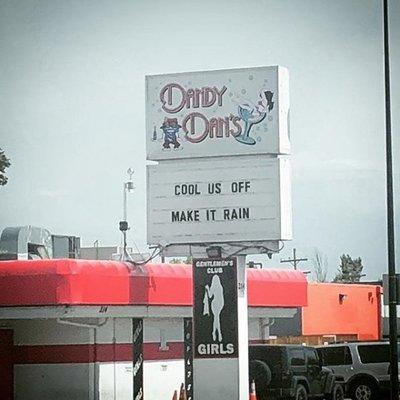 DANDY
DAN'S
COOL US OFF
MAKE IT RAIN
GENTLEMEN'S
CLUB
GIRLS